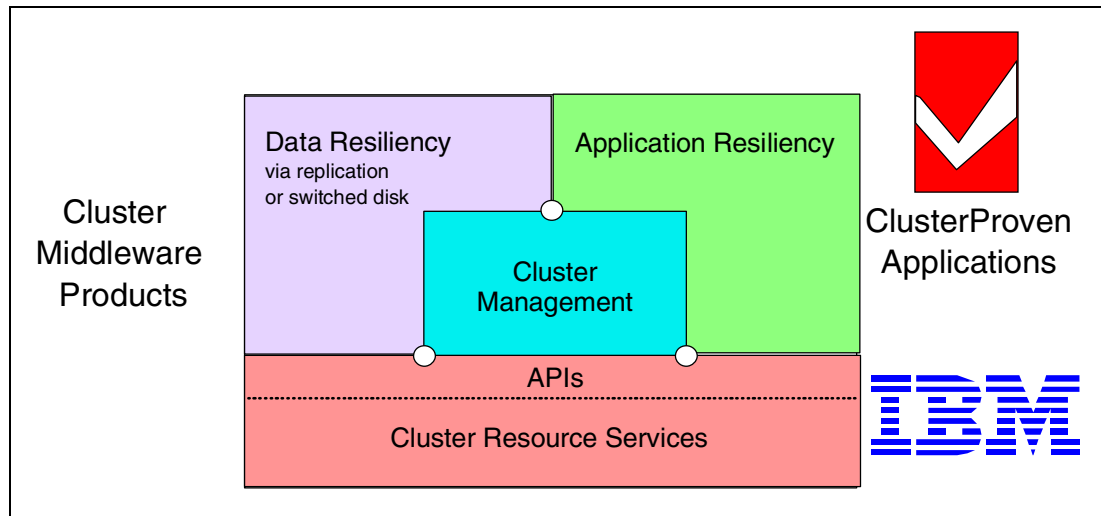 Data Resiliency
via replication
or switched disk
Application Resiliency
Cluster
Middleware
Products
ClusterProven
Applications
Cluster
Management
APIs
Cluster Resource Services
IBM